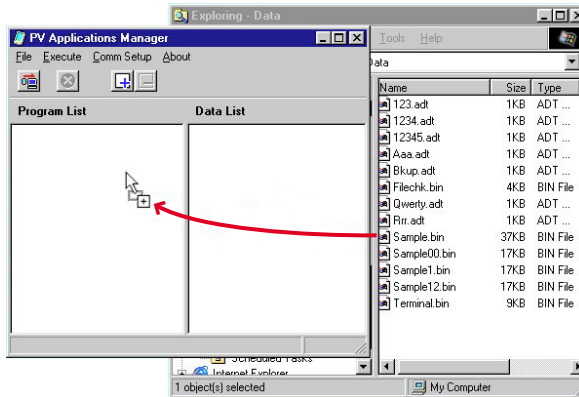 Exploring - Data
PV Applications Manager
Tools Help
File Execute Comm Setup About
Data
Name Size Type
Program List Data List
123.adt 1KB ADT ...
1234.adt 1KB ADT ...
12345.adt 1KB ADT ...
Aaa.adt 1KB ADT ...
Bkup.adt 1KB ADT ...
Filechk.bin 4KB BIN File
Qwerty.adt 1KB ADT ...
Rrr.adt 1KB ADT ...
Sample.bin 37KB BIN File
Sample00.bin 17KB BIN File
Sample1.bin 17KB BIN File
Sample12.bin 17KB BIN File
Terminal.bin 9KB BIN File
Scheduled Tasks
Internet Explorer
1 object(s) selected My Computer